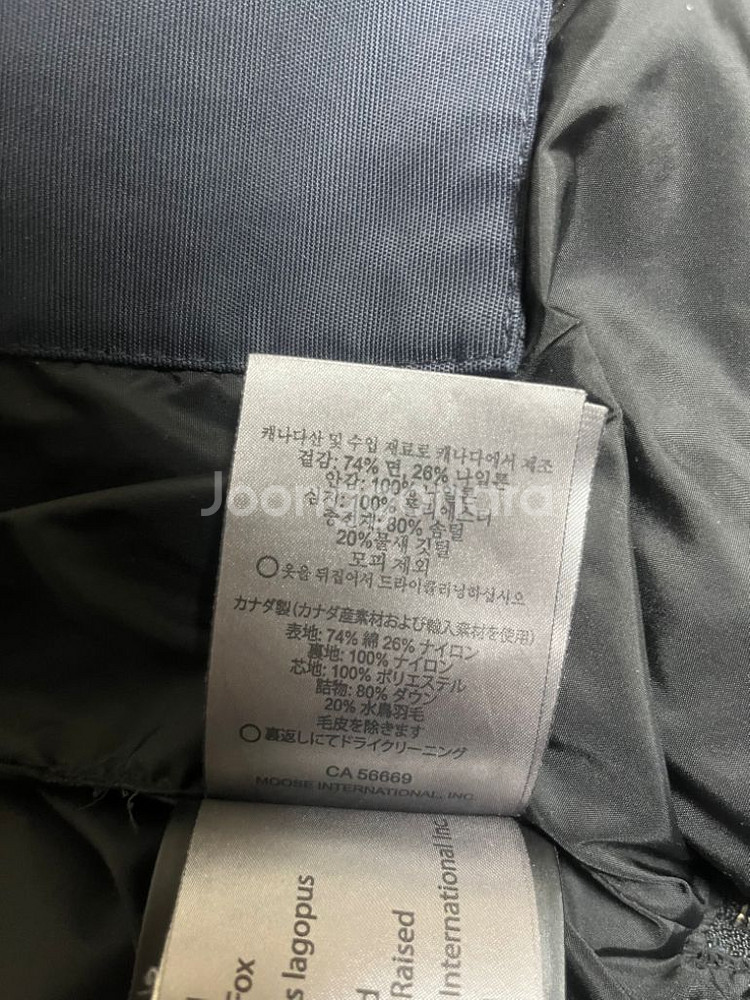 캐나다산 및 수입 재료로 캐나다에서 제조
겉감: 74% 면, 26% 나일론
안감: 100% 나일론
심지: 100% 폴리에스터
충전재: 80% 솜털
20%물새 깃털
모피 제외
옷을 뒤집어서 드라이클리닝하십시오
カナダ製(カナダ産素材および輸入素材を使用)
表地: 74% 綿 26% ナイロン
裏地: 100% ナイロン
芯地: 100% ポリエステル
詰物: 80% ダウン
20% 水鳥羽毛
毛皮を除きます
裏返しにてドライクリーニング
CA 56669
MOOSE INTERNATIONAL, INC
Joongonara
Fox
s lagopus
Raised
International Inc